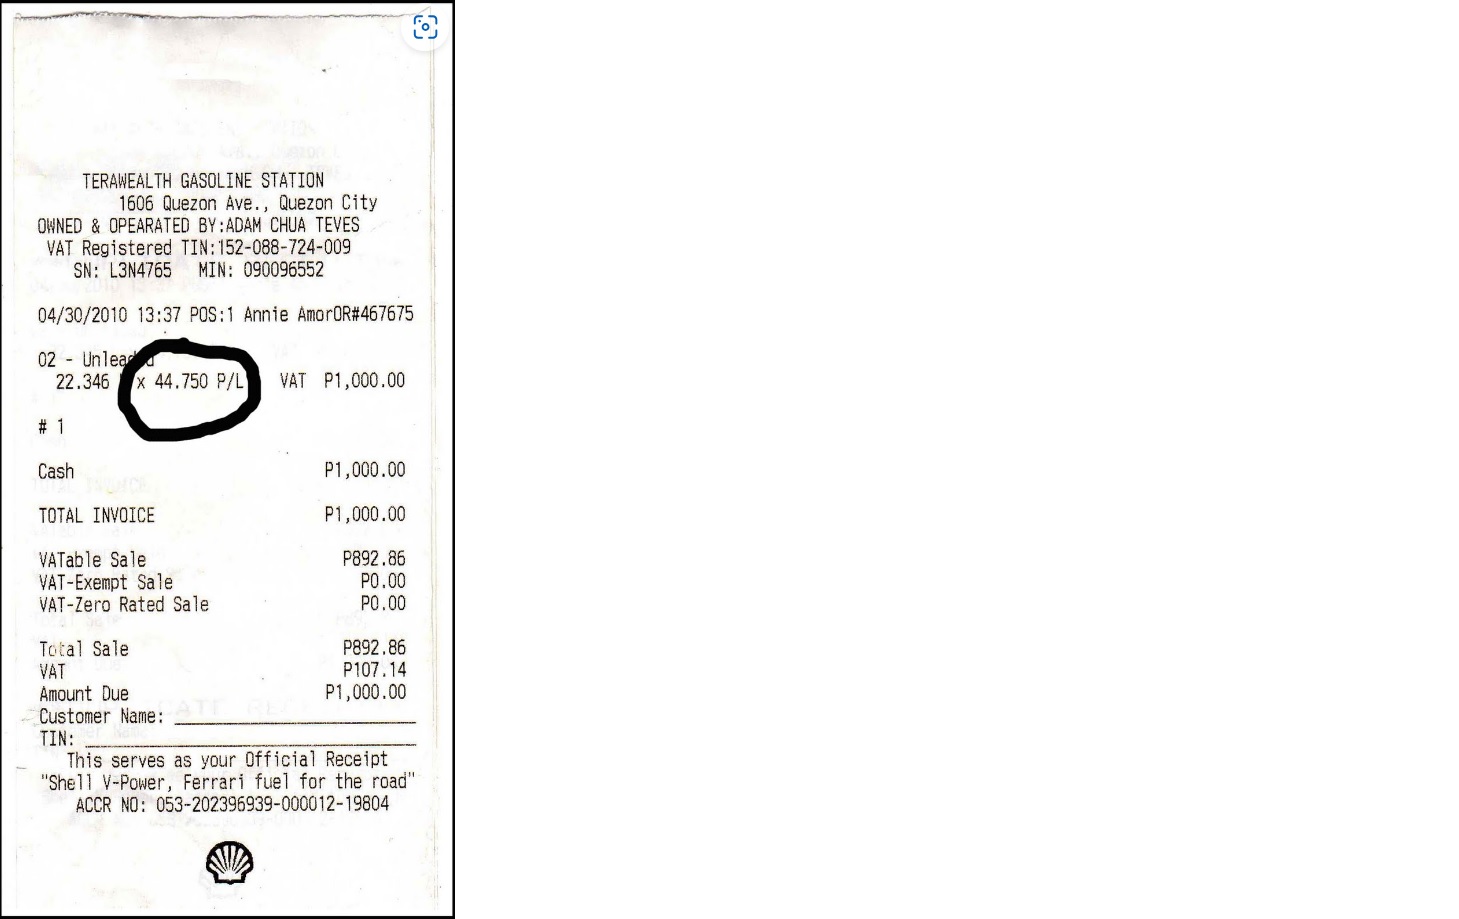 TERAWEALTH GASOLINE STATION
1606 Quezon Ave., Quezon City
OWNED & OPEARATED BY:ADAM CHUA TEVES
VAT Registered TIN:152-088-724-009
SN: L3N4765 MIN: 090096552
04/30/2010 13:37 POS:1 Annie AmorOR#467675
02 - Unleaded
22.346 x 44.750 P/L VAT P1,000.00
# 1
Cash P1,000.00
TOTAL INVOICE P1,000.00
VATable Sale P892.86
VAT-Exempt Sale P0.00
VAT-Zero Rated Sale P0.00
Total Sale P892.86
VAT P107.14
Amount Due P1,000.00
Customer Name:
TIN:
This serves as your Official Receipt
"Shell V-Power, Ferrari fuel for the road"
ACCR NO: 053-202396939-000012-19804